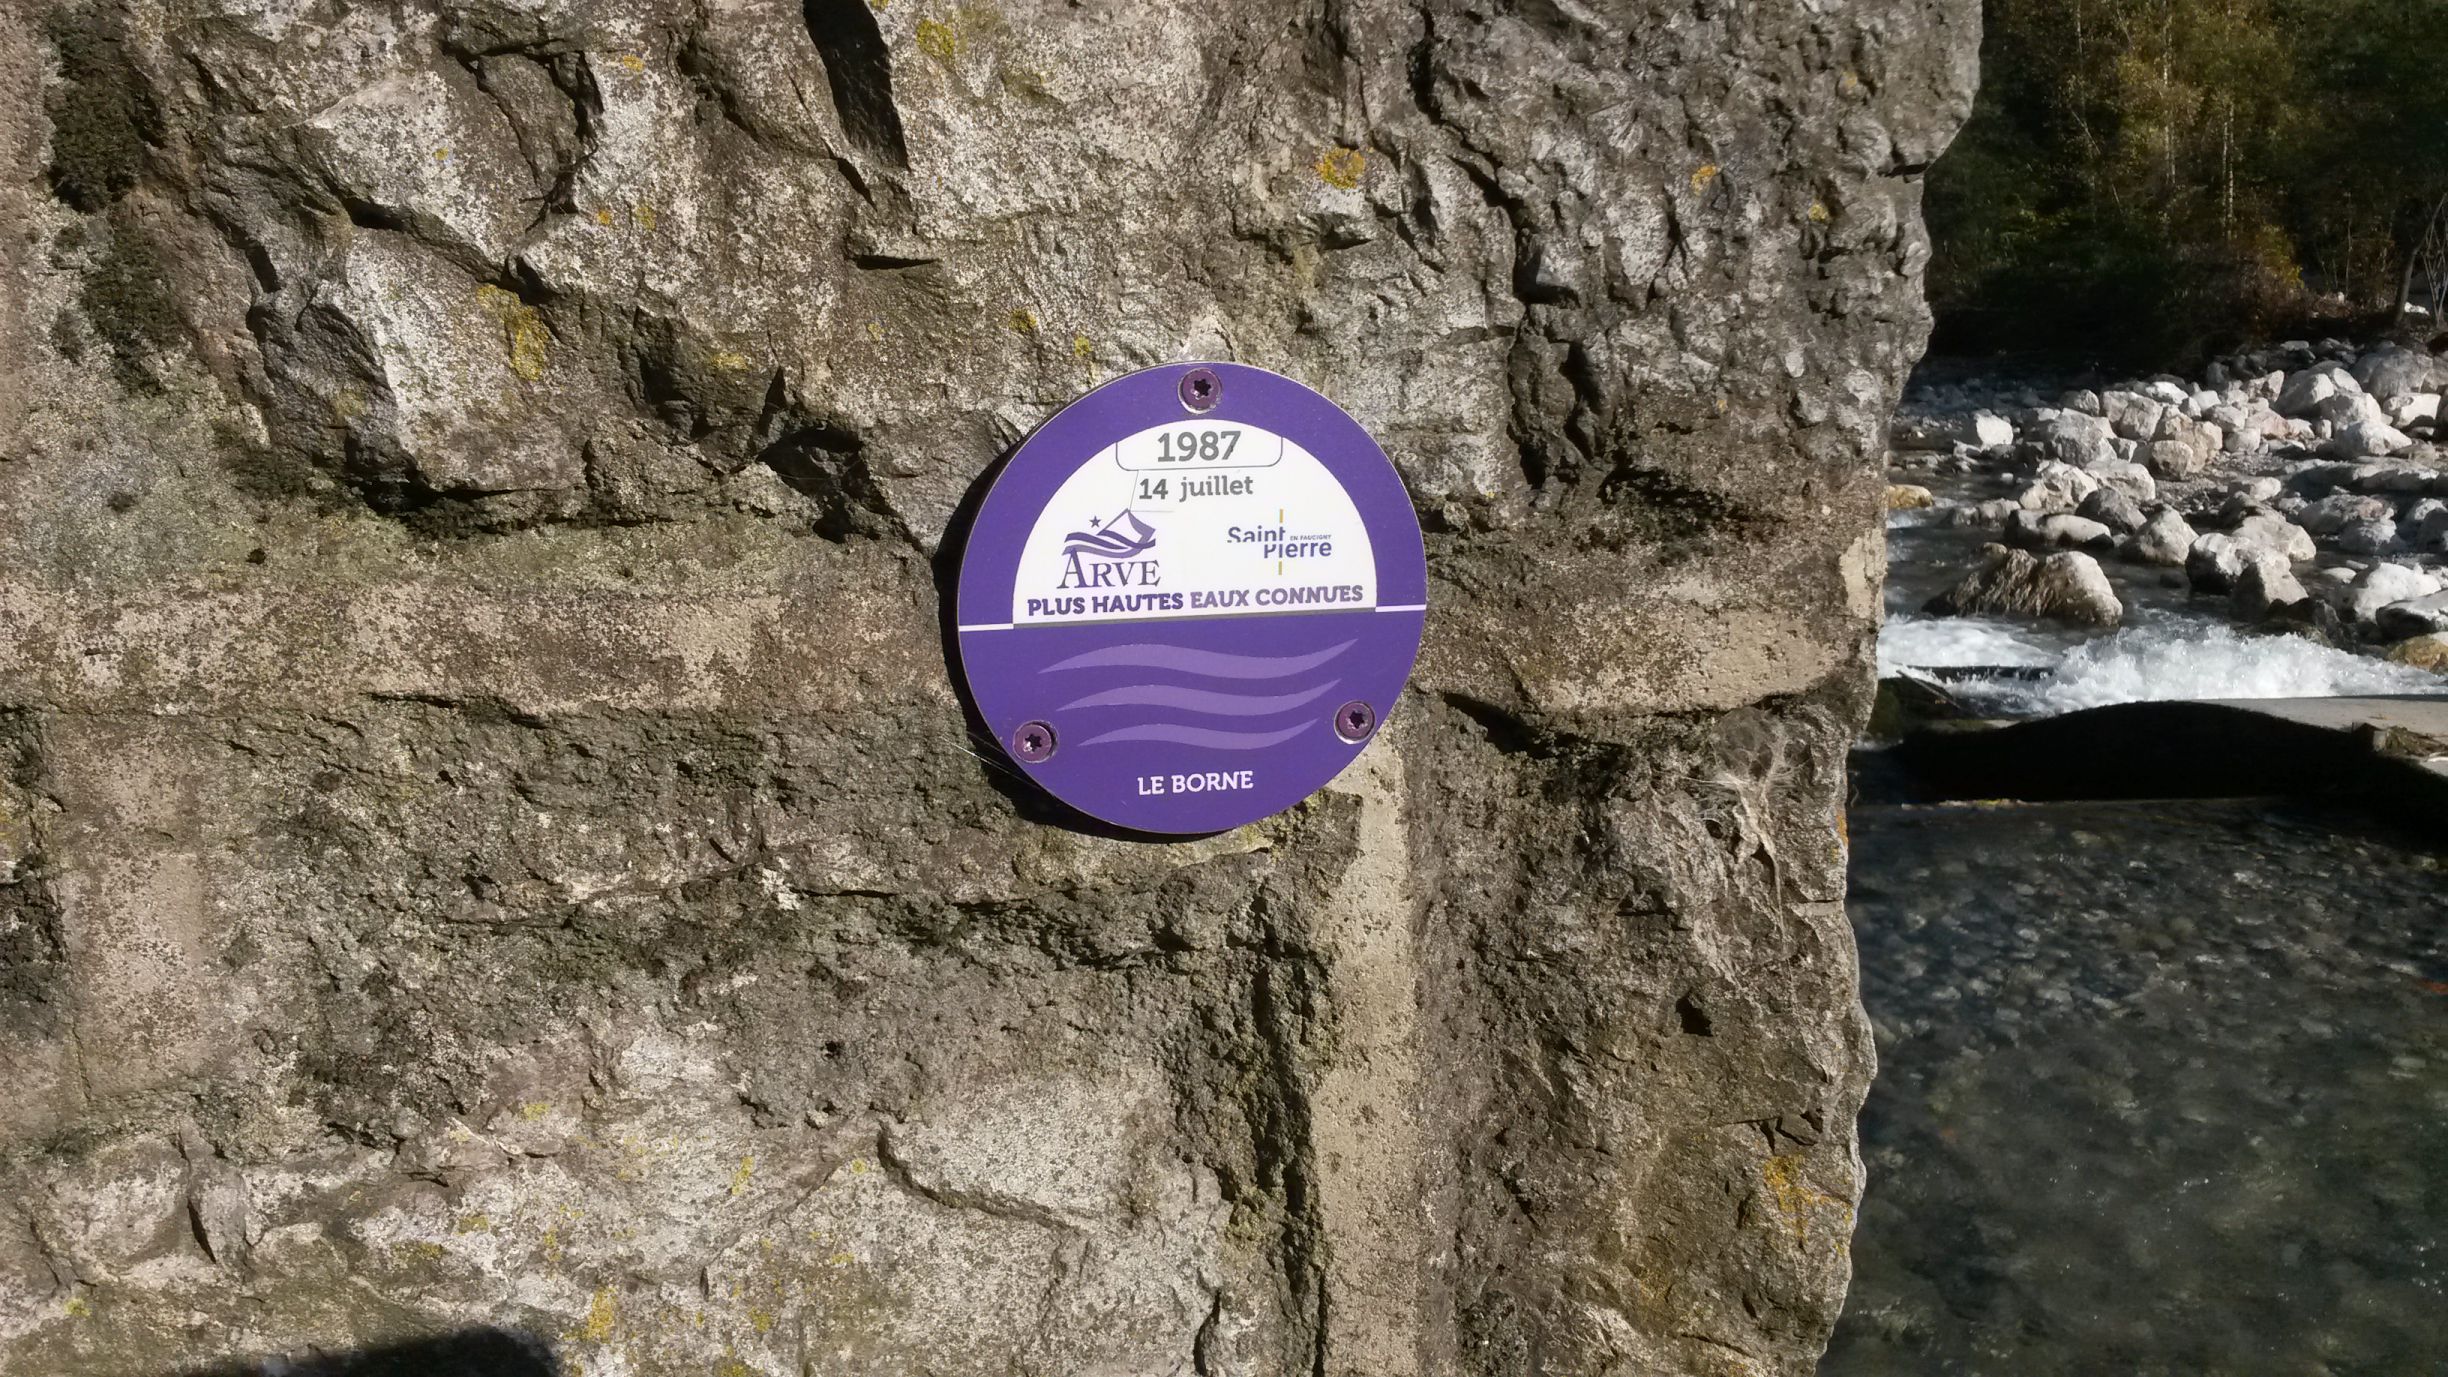 1987
14 juillet
ARVE
Saint
EN FAUCIGNY
Pierre
PLUS HAUTES EAUX CONNUES
LE BORNE